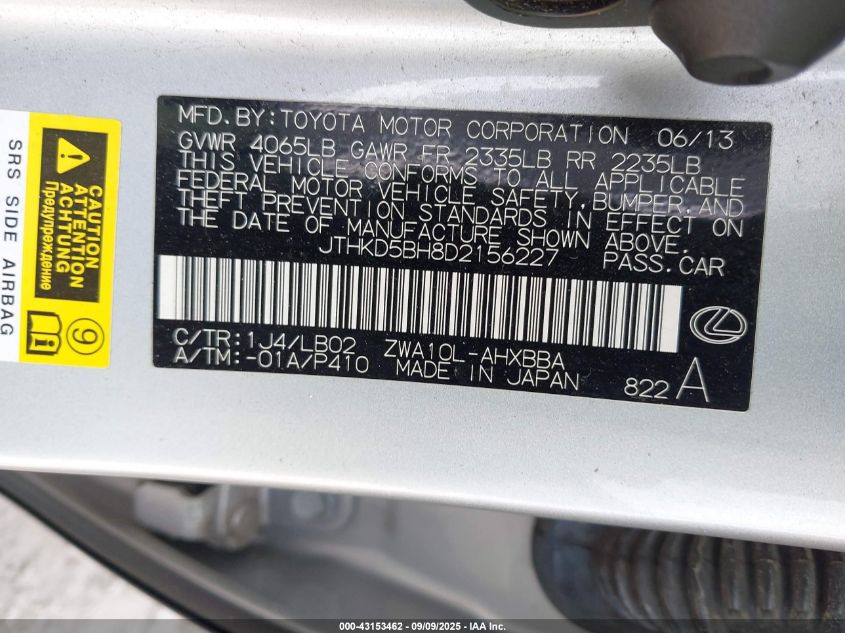 MFD. BY: TOYOTA MOTOR CORPORATION 06/13
GVWR 4065LB GAWR FR 2335LB RR 2235LB
THIS VEHICLE CONFORMS TO ALL APPLICABLE
FEDERAL MOTOR VEHICLE SAFETY, BUMPER, AND
THEFT PREVENTION STANDARDS IN EFFECT ON
THE DATE OF MANUFACTURE SHOWN ABOVE.
JTHKD5BH8D2156227 PASS. CAR
C/TR: 1J4/LB02 ZWA10L-AHXBBA
A/TM: -01A/P410 MADE IN JAPAN
822 A
SRS SIDE AIRBAG
CAUTION
ATTENTION
ACHTUNG
Предупреждение
9
000-43153462 - 09/09/2025 - IAA, Inc.